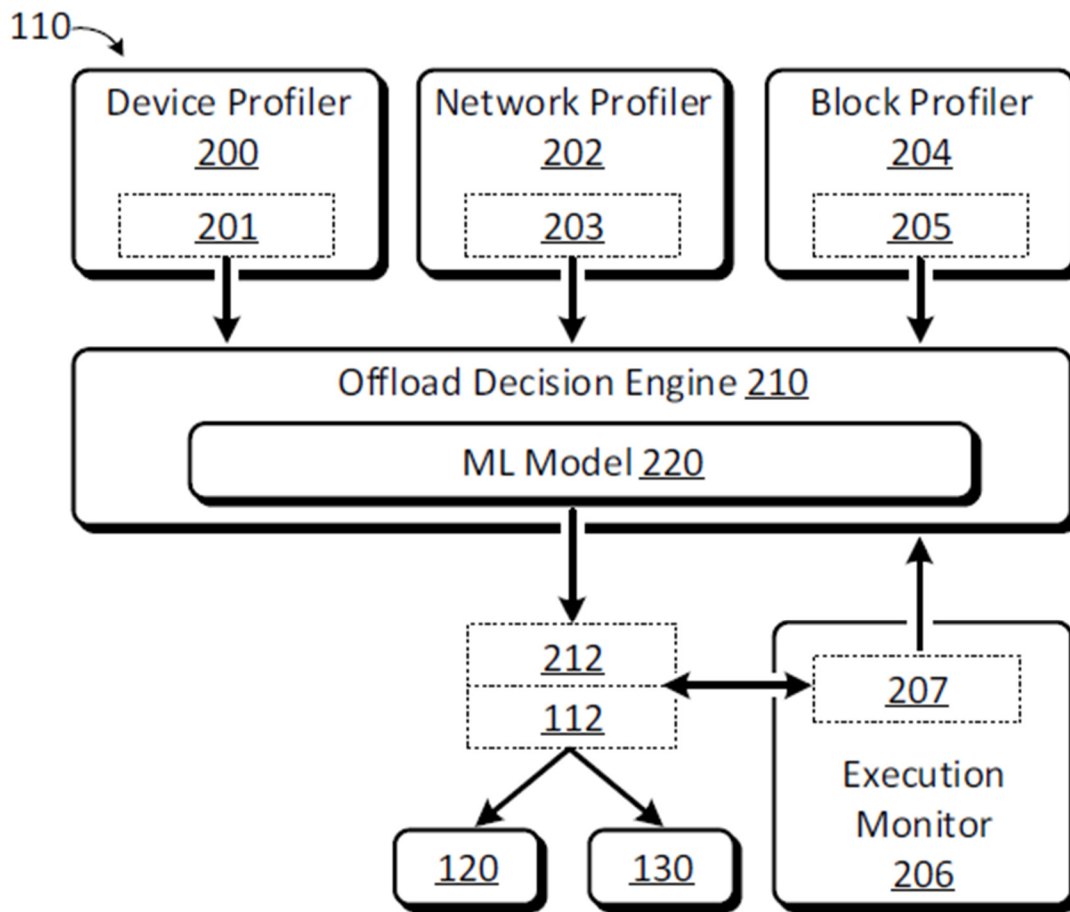 110
Device Profiler
200
201
Network Profiler
202
203
Block Profiler
204
205
Offload Decision Engine 210
ML Model 220
212
112
207
Execution
Monitor
206
120
130